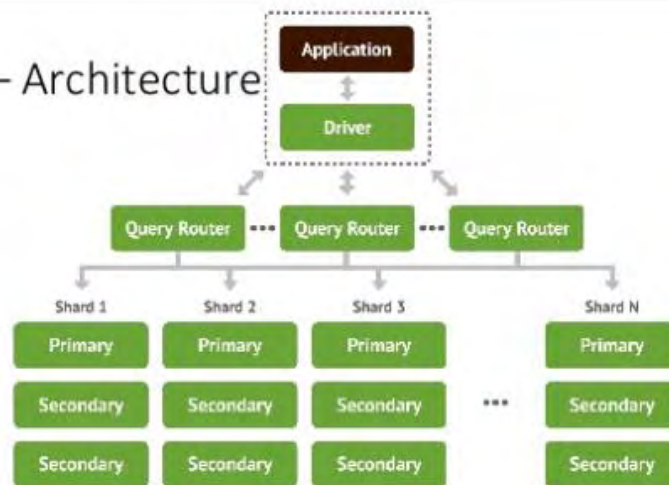 Application
- Architecture
Driver
Query Router ••• Query Router ••• Query Router
Shard 1 Shard 2 Shard 3 Shard N
Primary Primary Primary Primary
Secondary Secondary Secondary ••• Secondary
Secondary Secondary Secondary Secondary